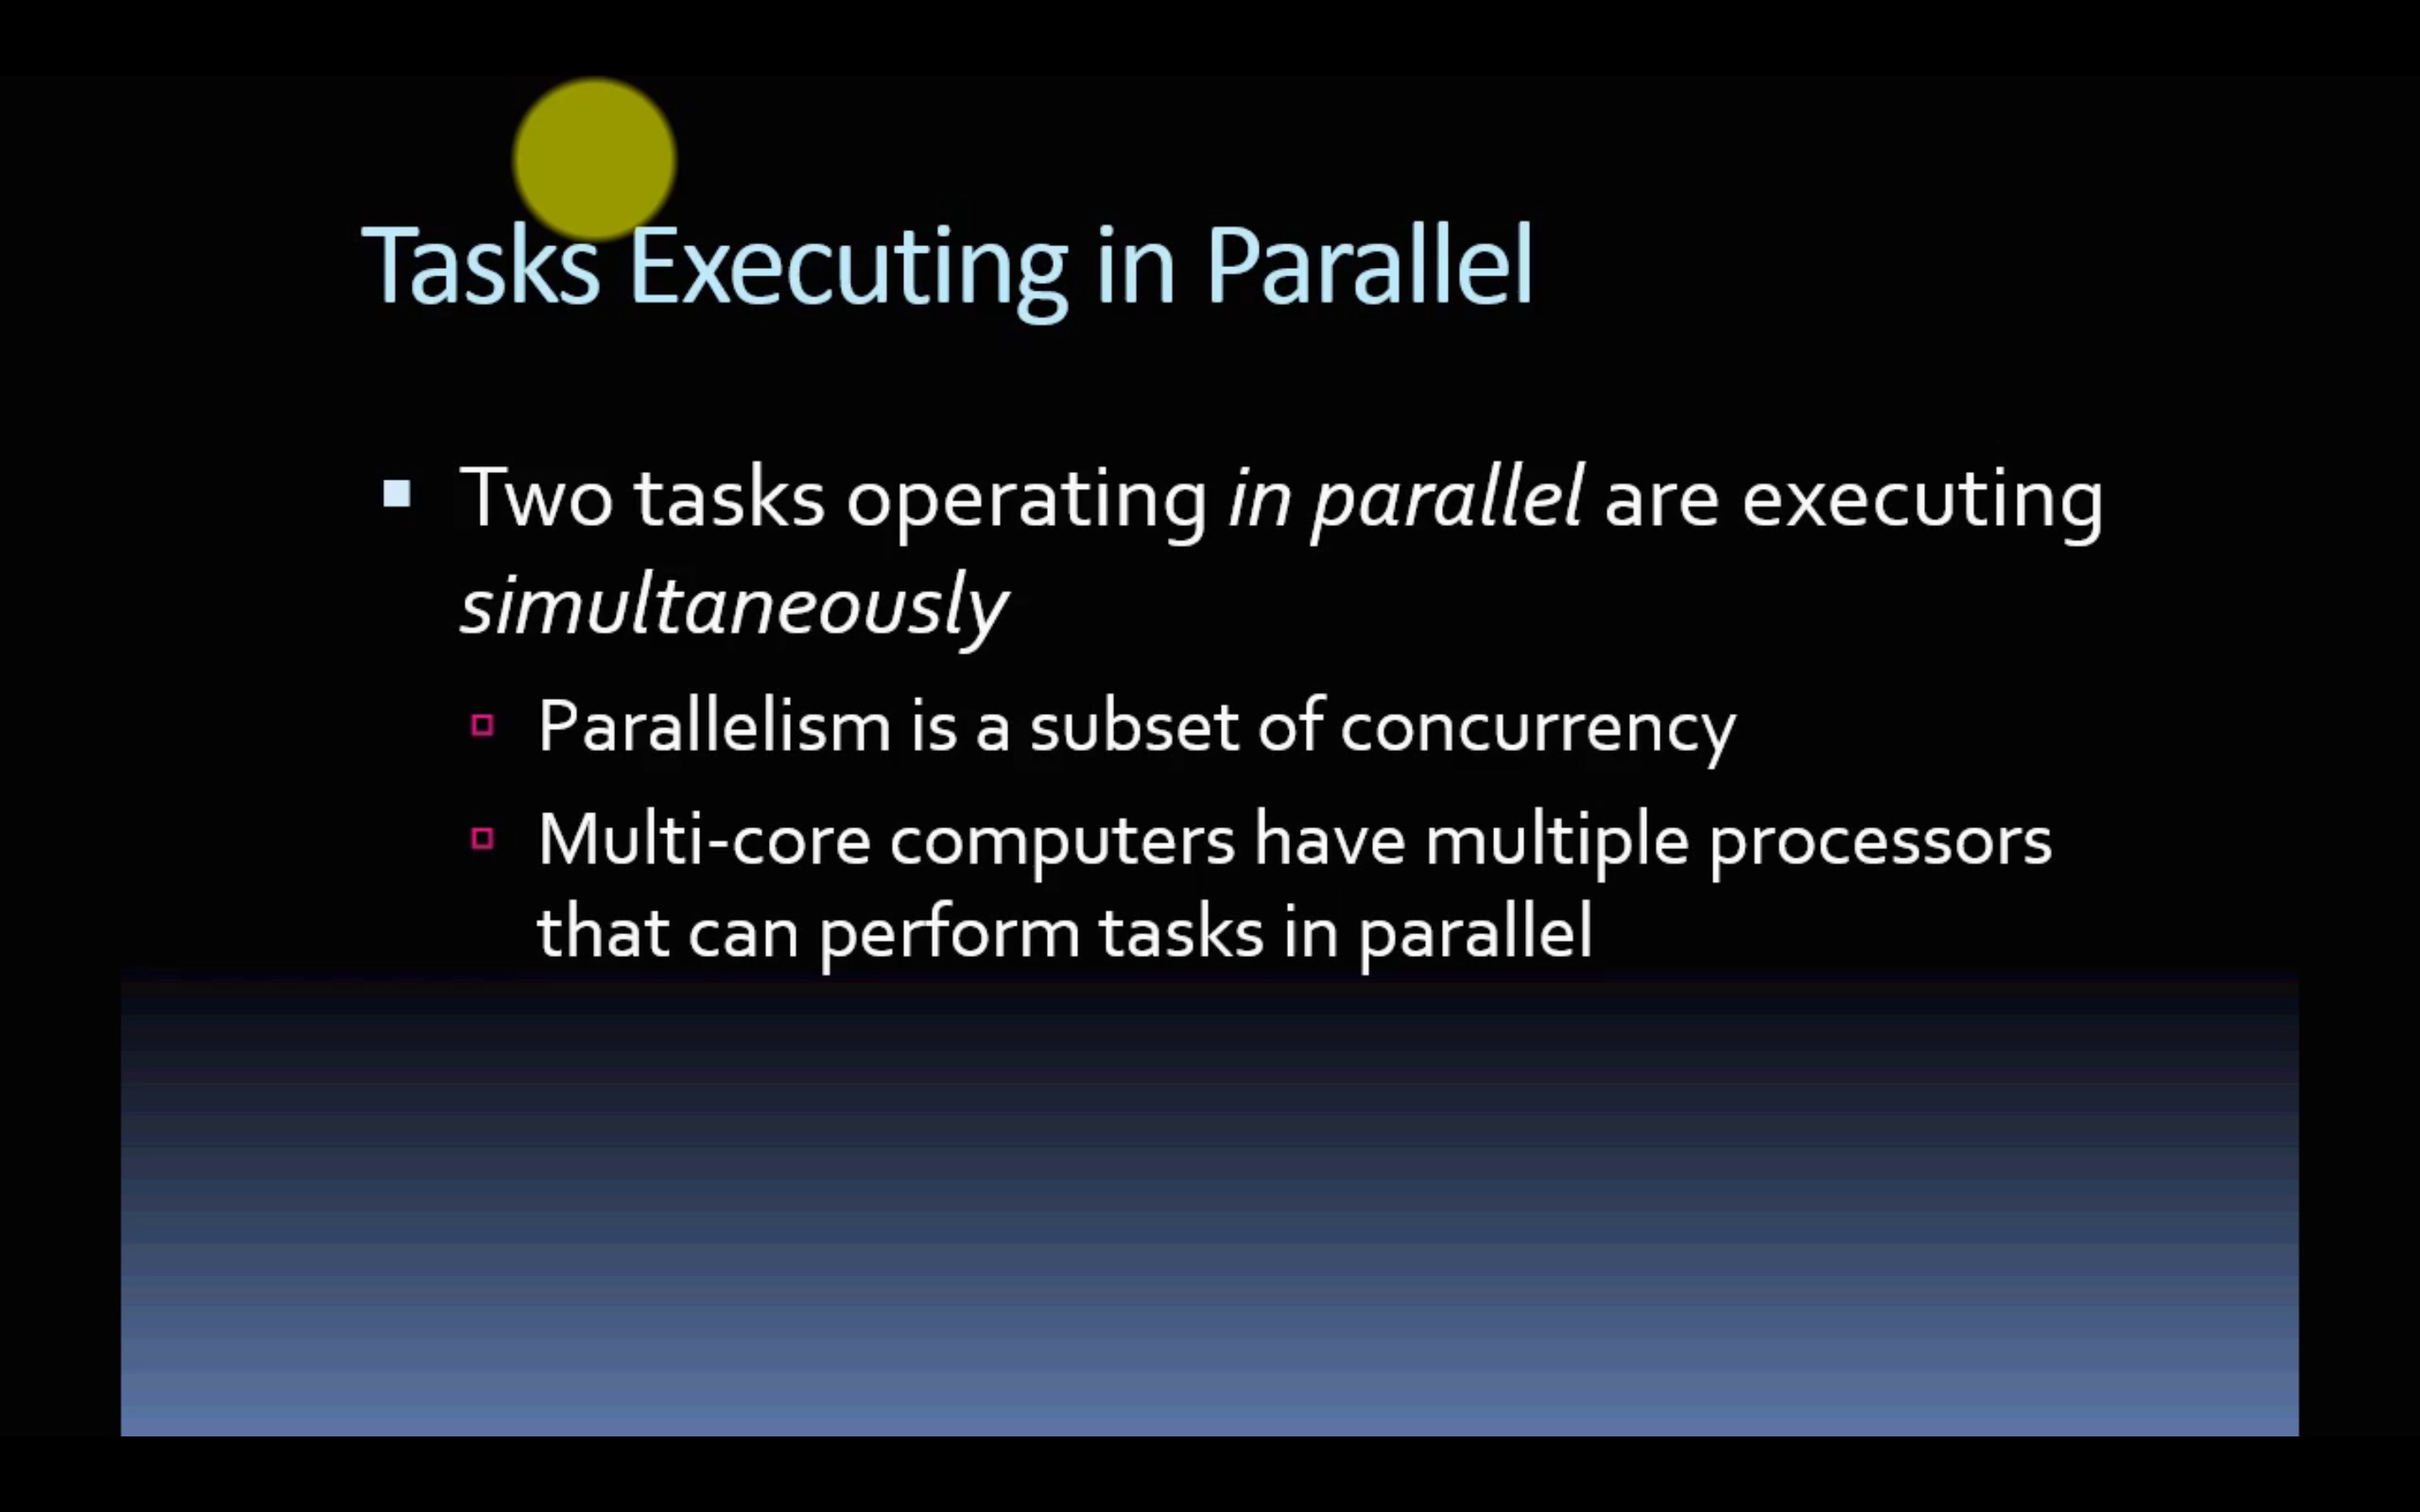 Tasks Executing in Parallel
Two tasks operating in parallel are executing
simultaneously
Parallelism is a subset of concurrency
Multi-core computers have multiple processors
that can perform tasks in parallel